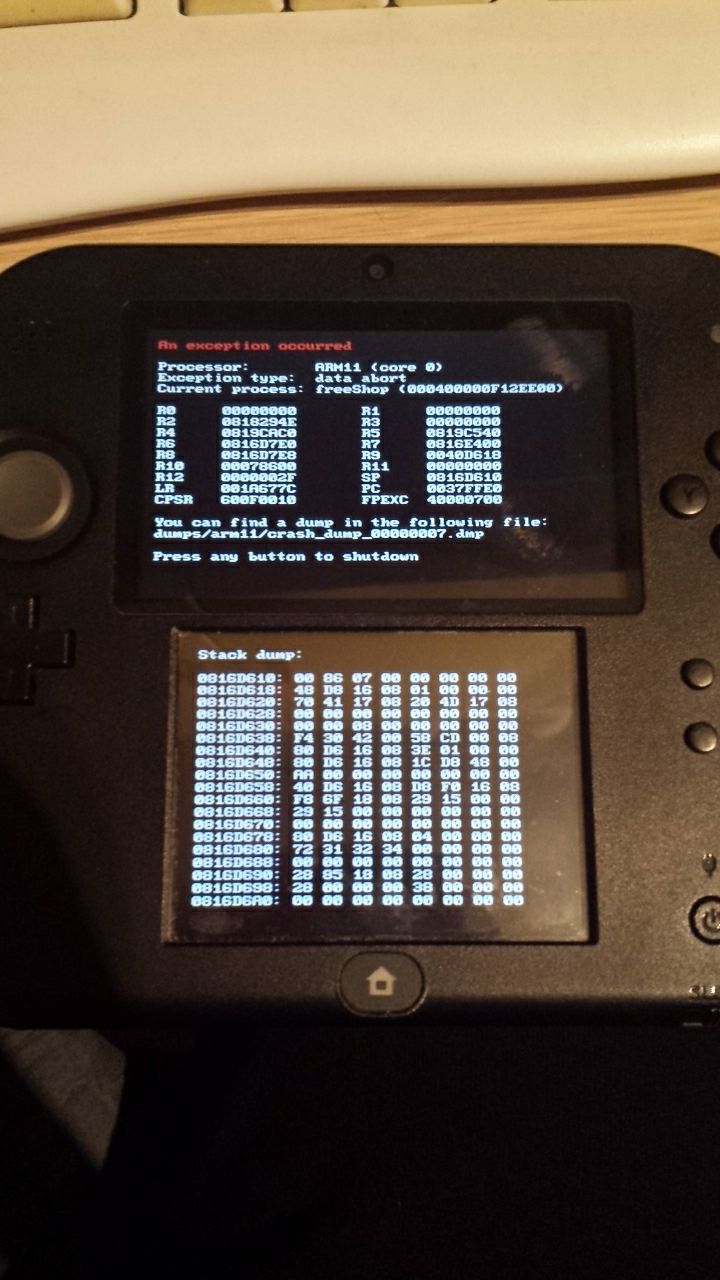 An exception occurred
Processor: ARM11 (core 0)
Exception type: data abort
Current process: freeShop (000400000F12EE00)
R0 00000000 R1 00000000
R2 0818294E R3 00000000
R4 0819CAC0 R5 0819C540
R6 0816D7E0 R7 0816E400
R8 0816D7E8 R9 0040D618
R10 00078600 R11 00000000
R12 0000002F SP 0816D610
LR 001A677C PC 0037FFE0
CPSR 600F0010 FPEXC 40000700
You can find a dump in the following file:
dumps/arm11/crash_dump_00000007.dmp
Press any button to shutdown
Stack dump:
0816D610: 00 86 07 00 00 00 00 00
0816D618: 48 D8 16 08 01 00 00 00
0816D620: 70 41 17 08 20 4D 17 08
0816D628: 00 00 00 00 00 00 00 00
0816D630: 00 00 08 00 00 00 00 00
0816D638: F4 30 42 00 58 CD 00 08
0816D640: 80 D6 16 08 3E 01 00 00
0816D648: 80 D6 16 08 1C D8 48 00
0816D650: AA 00 00 00 00 00 00 00
0816D658: 40 D6 16 08 D8 F0 16 08
0816D660: F8 6F 18 08 29 15 00 00
0816D668: 29 15 00 00 00 00 00 00
0816D670: 00 00 00 00 00 00 00 00
0816D678: 80 D6 16 08 04 00 00 00
0816D680: 72 31 32 34 00 00 00 00
0816D688: 00 00 00 00 00 00 00 00
0816D690: 28 85 18 08 28 00 00 00
0816D698: 28 00 00 00 38 00 00 00
0816D6A0: 00 00 00 00 00 00 00 00
Y